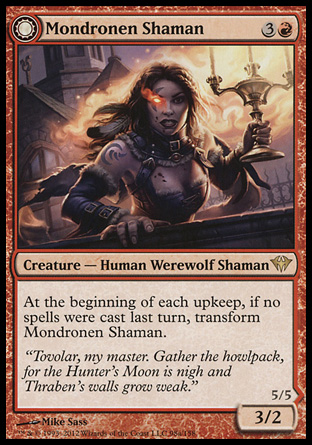 Mondronen Shaman 3
Creature — Human Werewolf Shaman
At the beginning of each upkeep, if no
spells were cast last turn, transform
Mondronen Shaman.
“Tovolar, my master. Gather the howlpack,
for the Hunter’s Moon is nigh and
Thraben’s walls grow weak.”
5/5
3/2
Mike Sass